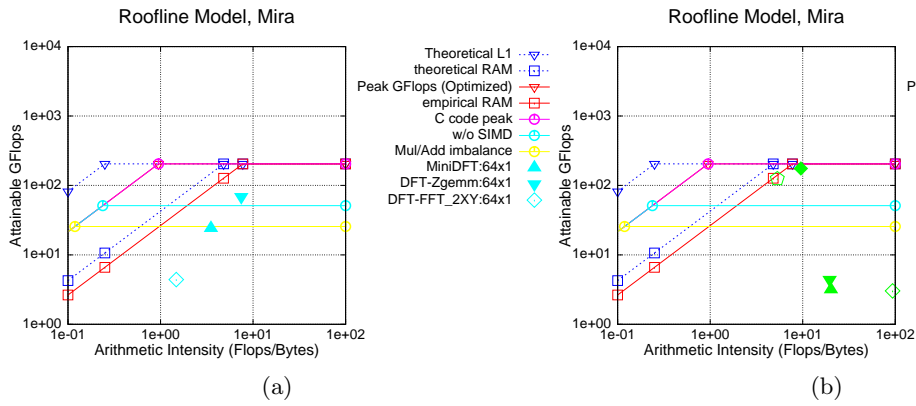 Roofline Model, Mira
1e+04
1e+03
1e+02
1e+01
1e+00
Attainable GFlops
1e-01
1e+00
1e+01
1e+02
Arithmetic Intensity (Flops/Bytes)
(a)
Theoretical L1
theoretical RAM
Peak GFlops (Optimized)
empirical RAM
C code peak
w/o SIMD
Mul/Add imbalance
MiniDFT:64x1
DFT-Zgemm:64x1
DFT-FFT_2XY:64x1
Roofline Model, Mira
1e+04
1e+03
1e+02
1e+01
1e+00
Attainable GFlops
1e-01
1e+00
1e+01
1e+02
Arithmetic Intensity (Flops/Bytes)
(b)
P